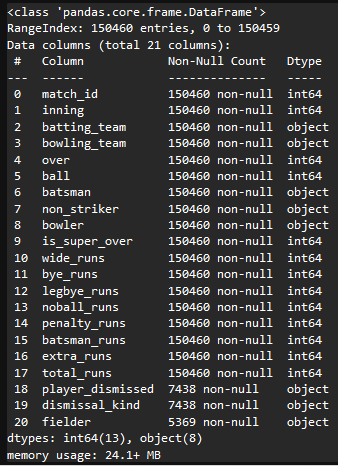 <class 'pandas.core.frame.DataFrame'>
RangeIndex: 150460 entries, 0 to 150459
Data columns (total 21 columns):
 #   Column            Non-Null Count   Dtype
---  ------            --------------   -----
 0   match_id          150460 non-null  int64
 1   inning            150460 non-null  int64
 2   batting_team      150460 non-null  object
 3   bowling_team      150460 non-null  object
 4   over              150460 non-null  int64
 5   ball              150460 non-null  int64
 6   batsman           150460 non-null  object
 7   non_striker       150460 non-null  object
 8   bowler            150460 non-null  object
 9   is_super_over     150460 non-null  int64
 10  wide_runs         150460 non-null  int64
 11  bye_runs          150460 non-null  int64
 12  legbye_runs       150460 non-null  int64
 13  noball_runs       150460 non-null  int64
 14  penalty_runs      150460 non-null  int64
 15  batsman_runs      150460 non-null  int64
 16  extra_runs        150460 non-null  int64
 17  total_runs        150460 non-null  int64
 18  player_dismissed  7438 non-null    object
 19  dismissal_kind    7438 non-null    object
 20  fielder           5369 non-null    object
dtypes: int64(13), object(8)
memory usage: 24.1+ MB